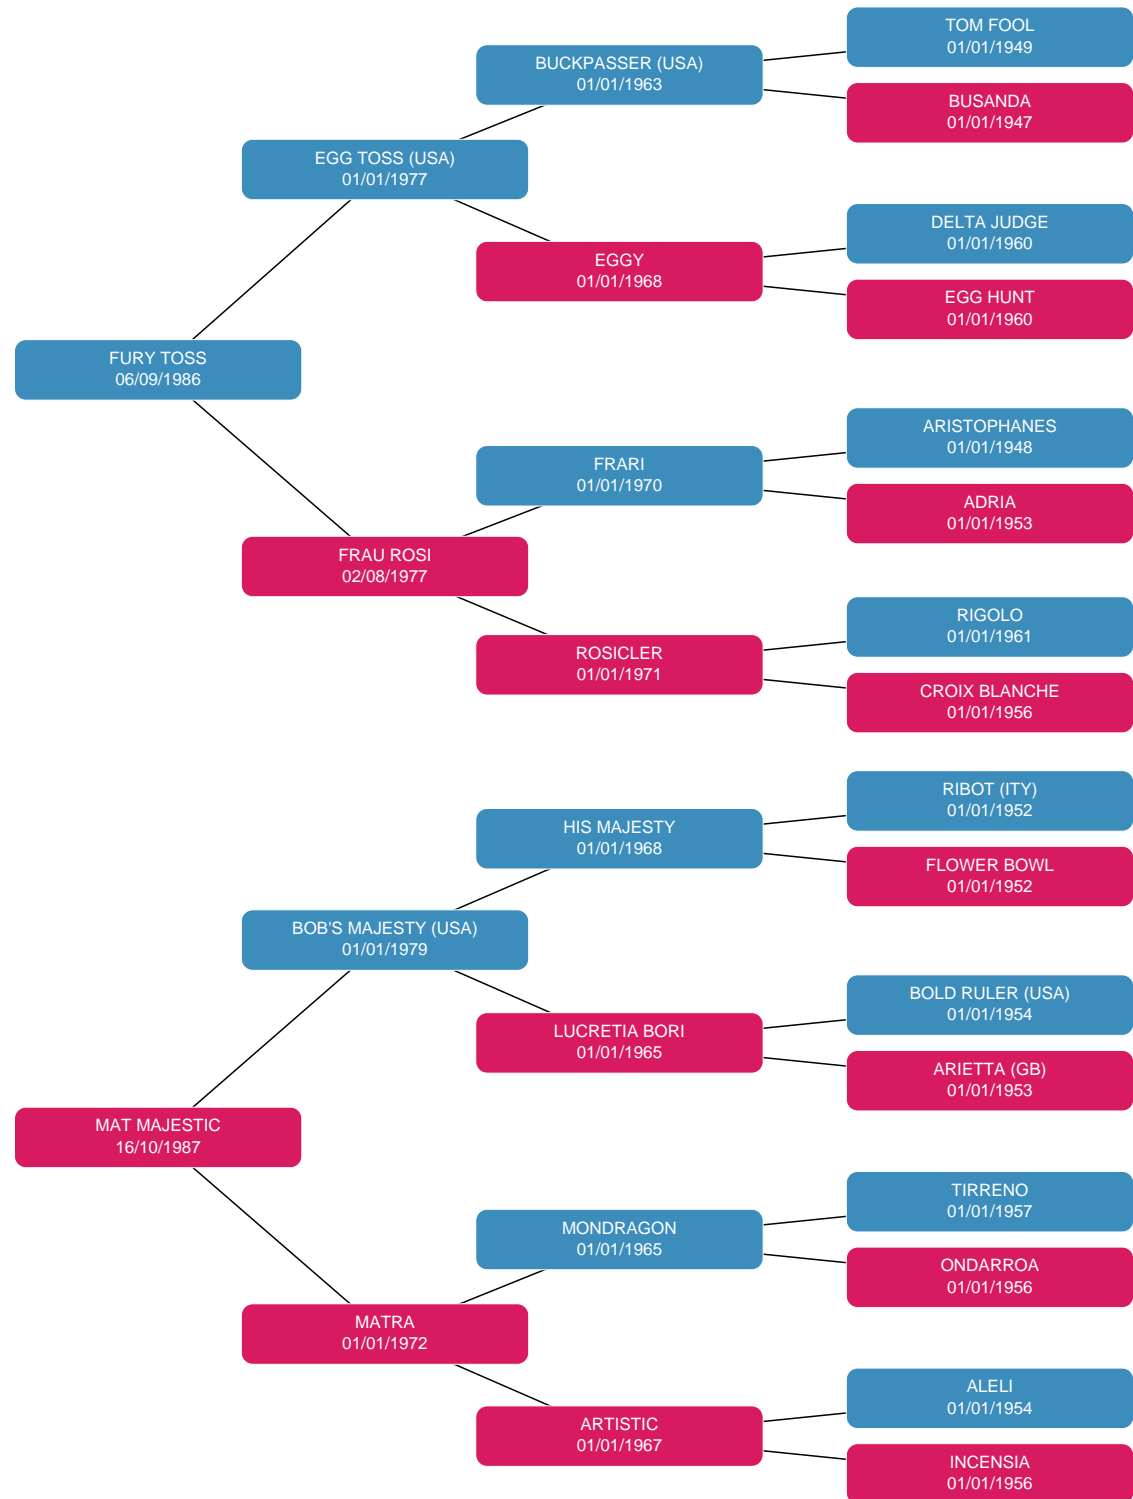 TOM FOOL
01/01/1949
BUCKPASSER (USA)
01/01/1963
BUSANDA
01/01/1947
EGG TOSS (USA)
01/01/1977
DELTA JUDGE
01/01/1960
EGGY
01/01/1968
EGG HUNT
01/01/1960
FURY TOSS
06/09/1986
ARISTOPHANES
01/01/1948
FRARI
01/01/1970
ADRIA
01/01/1953
FRAU ROSI
02/08/1977
RIGOLO
01/01/1961
ROSICLER
01/01/1971
CROIX BLANCHE
01/01/1956
RIBOT (ITY)
01/01/1952
HIS MAJESTY
01/01/1968
FLOWER BOWL
01/01/1952
BOB'S MAJESTY (USA)
01/01/1979
BOLD RULER (USA)
01/01/1954
LUCRETIA BORI
01/01/1965
ARIETTA (GB)
01/01/1953
MAT MAJESTIC
16/10/1987
TIRRENO
01/01/1957
MONDRAGON
01/01/1965
ONDARROA
01/01/1956
MATRA
01/01/1972
ALELI
01/01/1954
ARTISTIC
01/01/1967
INCENSIA
01/01/1956